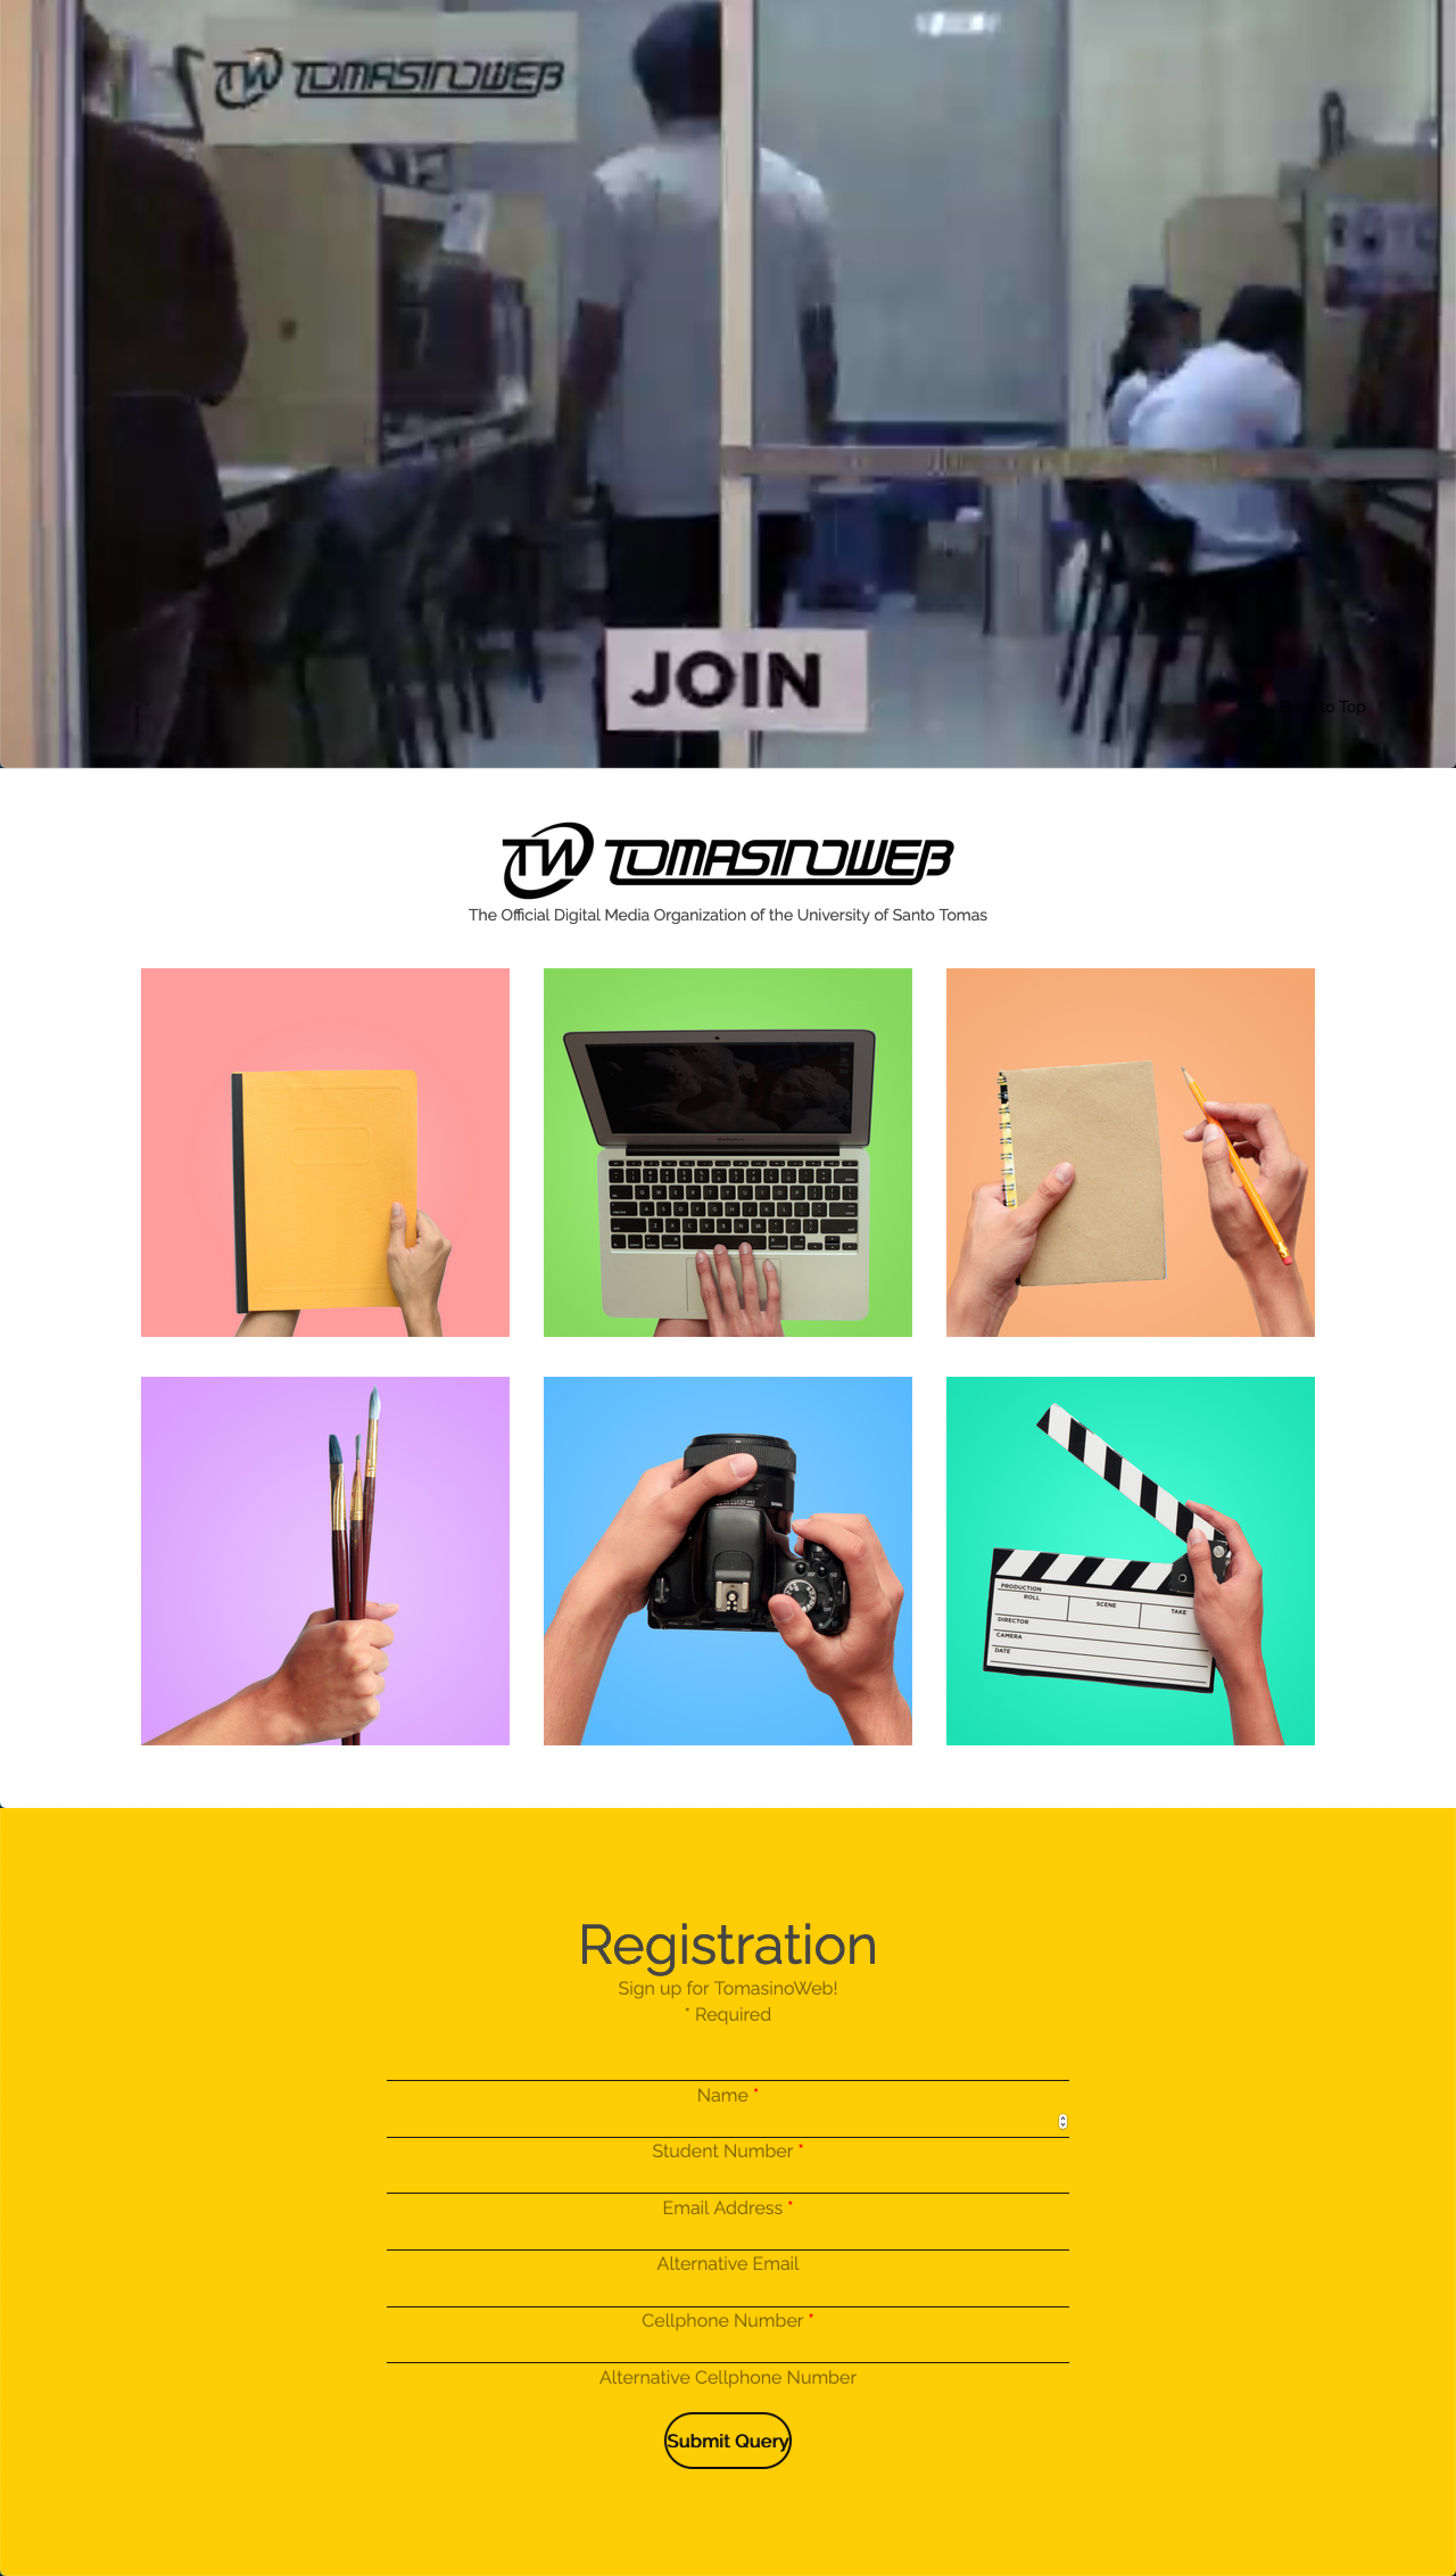 TW TOMASINOWEB
JOIN
to Top
TW TOMASINOWEB
The Official Digital Media Organization of the University of Santo Tomas
PRODUCTION
ROLL
SCENE
TAKE
DIRECTOR
CAMERA
DATE
Registration
Sign up for TomasinoWeb!
* Required
Name *
Student Number *
Email Address *
Alternative Email
Cellphone Number *
Alternative Cellphone Number
Submit Query